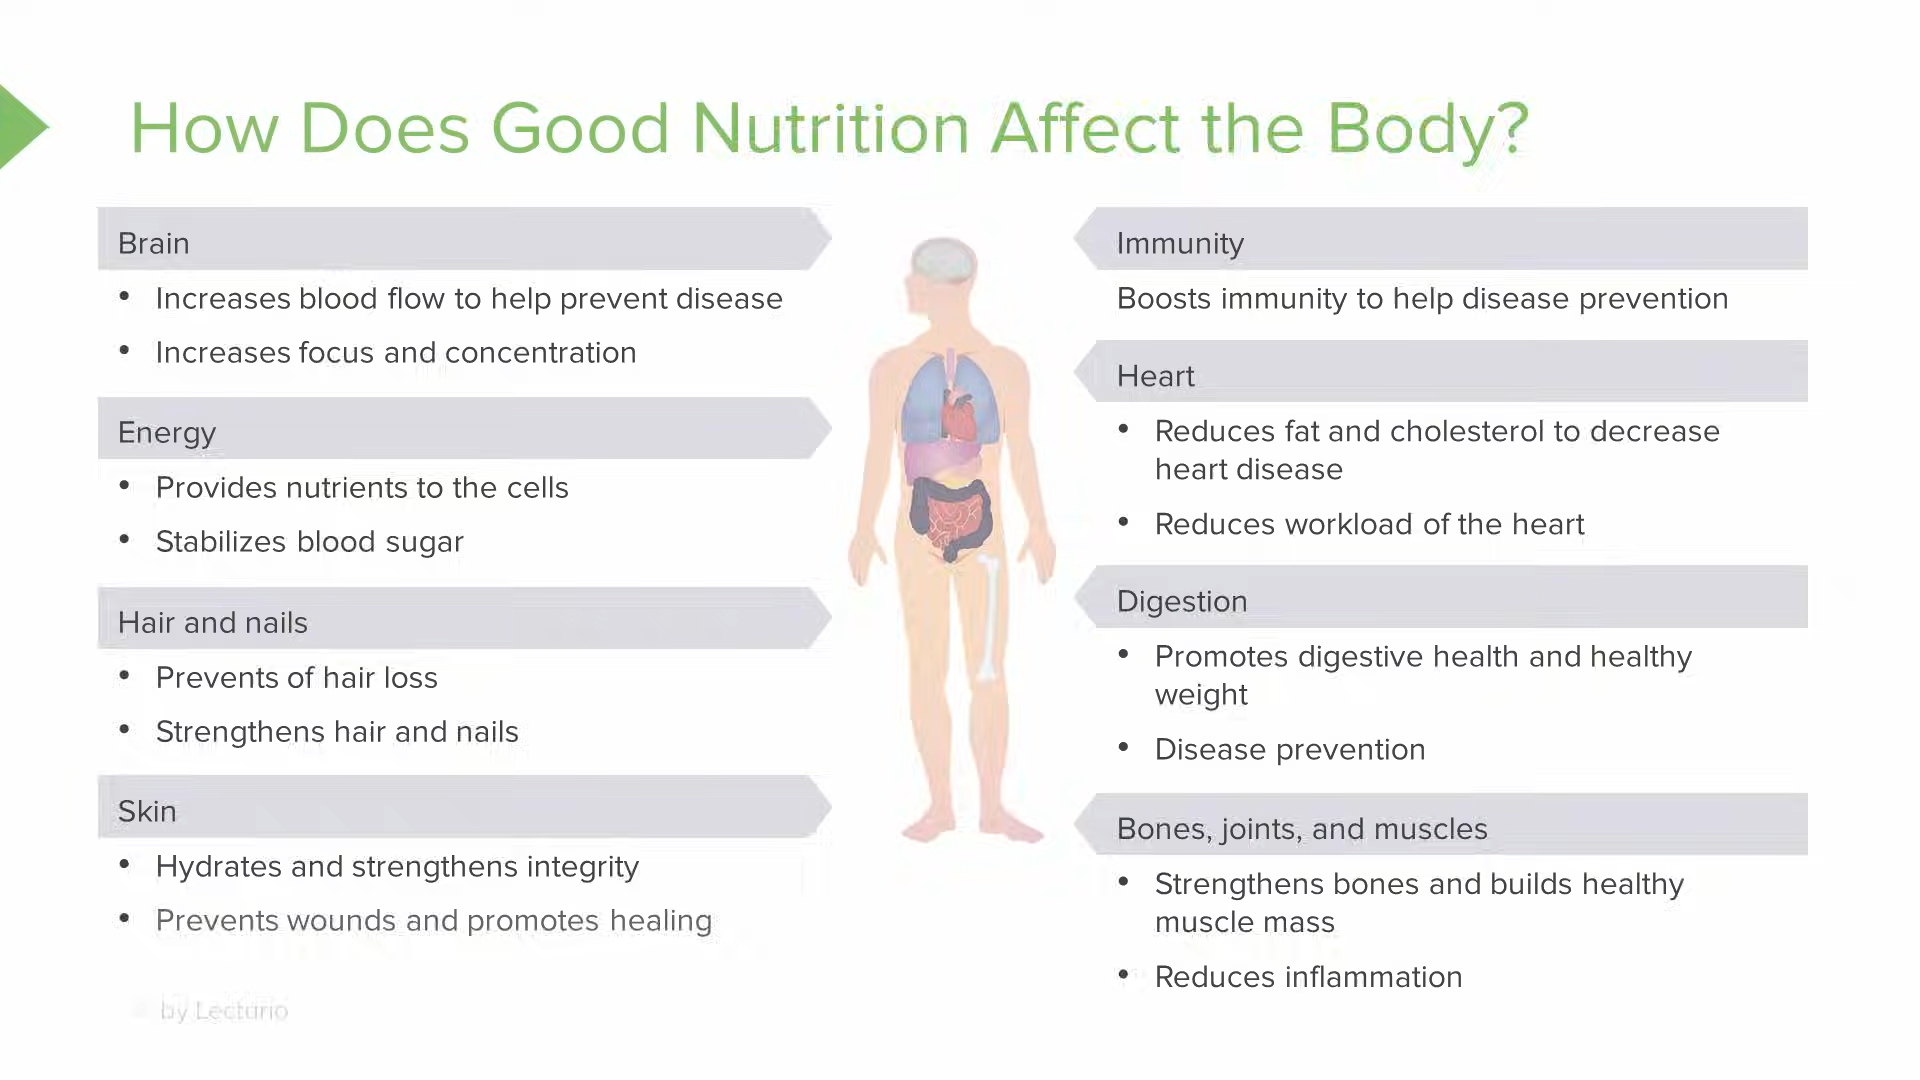 How Does Good Nutrition Affect the Body?
Brain
• Increases blood flow to help prevent disease
• Increases focus and concentration
Energy
• Provides nutrients to the cells
• Stabilizes blood sugar
Hair and nails
• Prevents of hair loss
• Strengthens hair and nails
Skin
• Hydrates and strengthens integrity
• Prevents wounds and promotes healing
Immunity
Boosts immunity to help disease prevention
Heart
• Reduces fat and cholesterol to decrease
heart disease
• Reduces workload of the heart
Digestion
• Promotes digestive health and healthy
weight
• Disease prevention
Bones, joints, and muscles
• Strengthens bones and builds healthy
muscle mass
• Reduces inflammation
by Lecturio